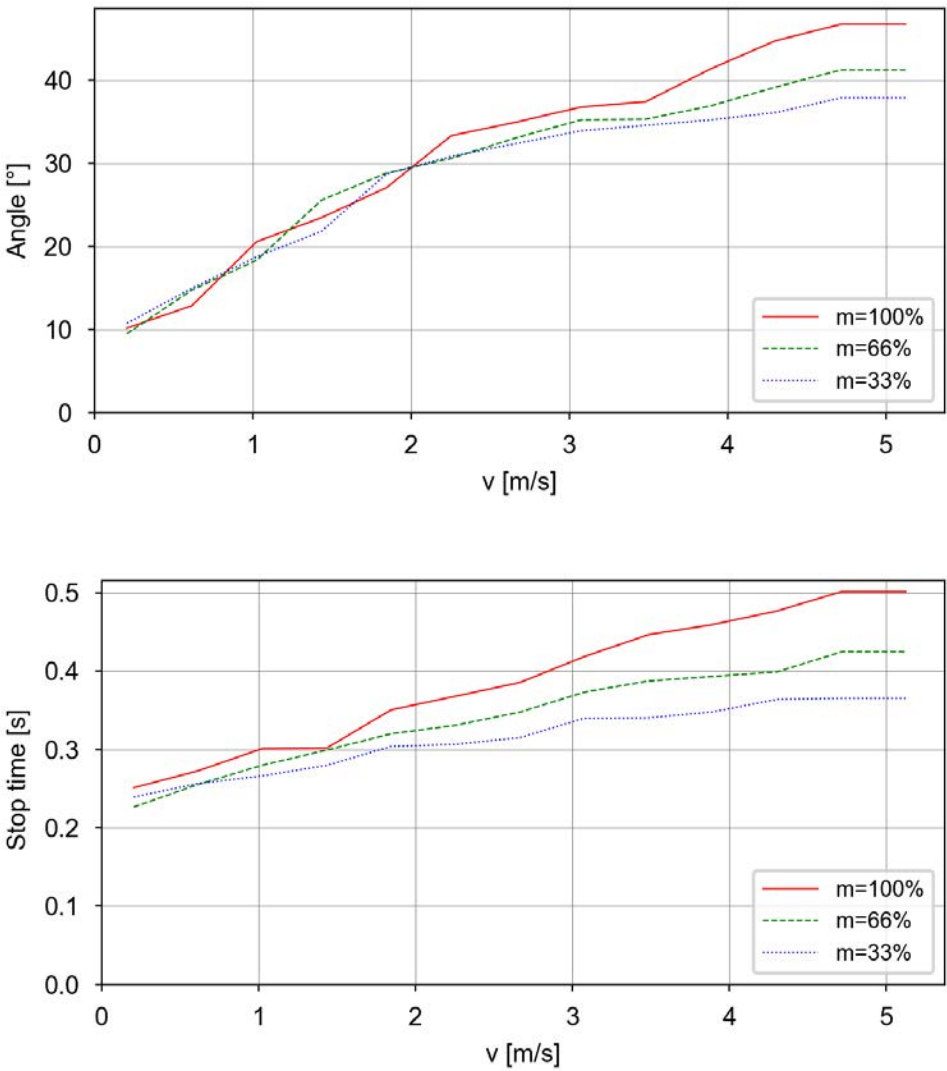 Angle [°]
40
30
20
10
0
0 1 2 3 4 5
v [m/s]
m=100%
m=66%
m=33%
Stop time [s]
0.5
0.4
0.3
0.2
0.1
0.0
0 1 2 3 4 5
v [m/s]
m=100%
m=66%
m=33%